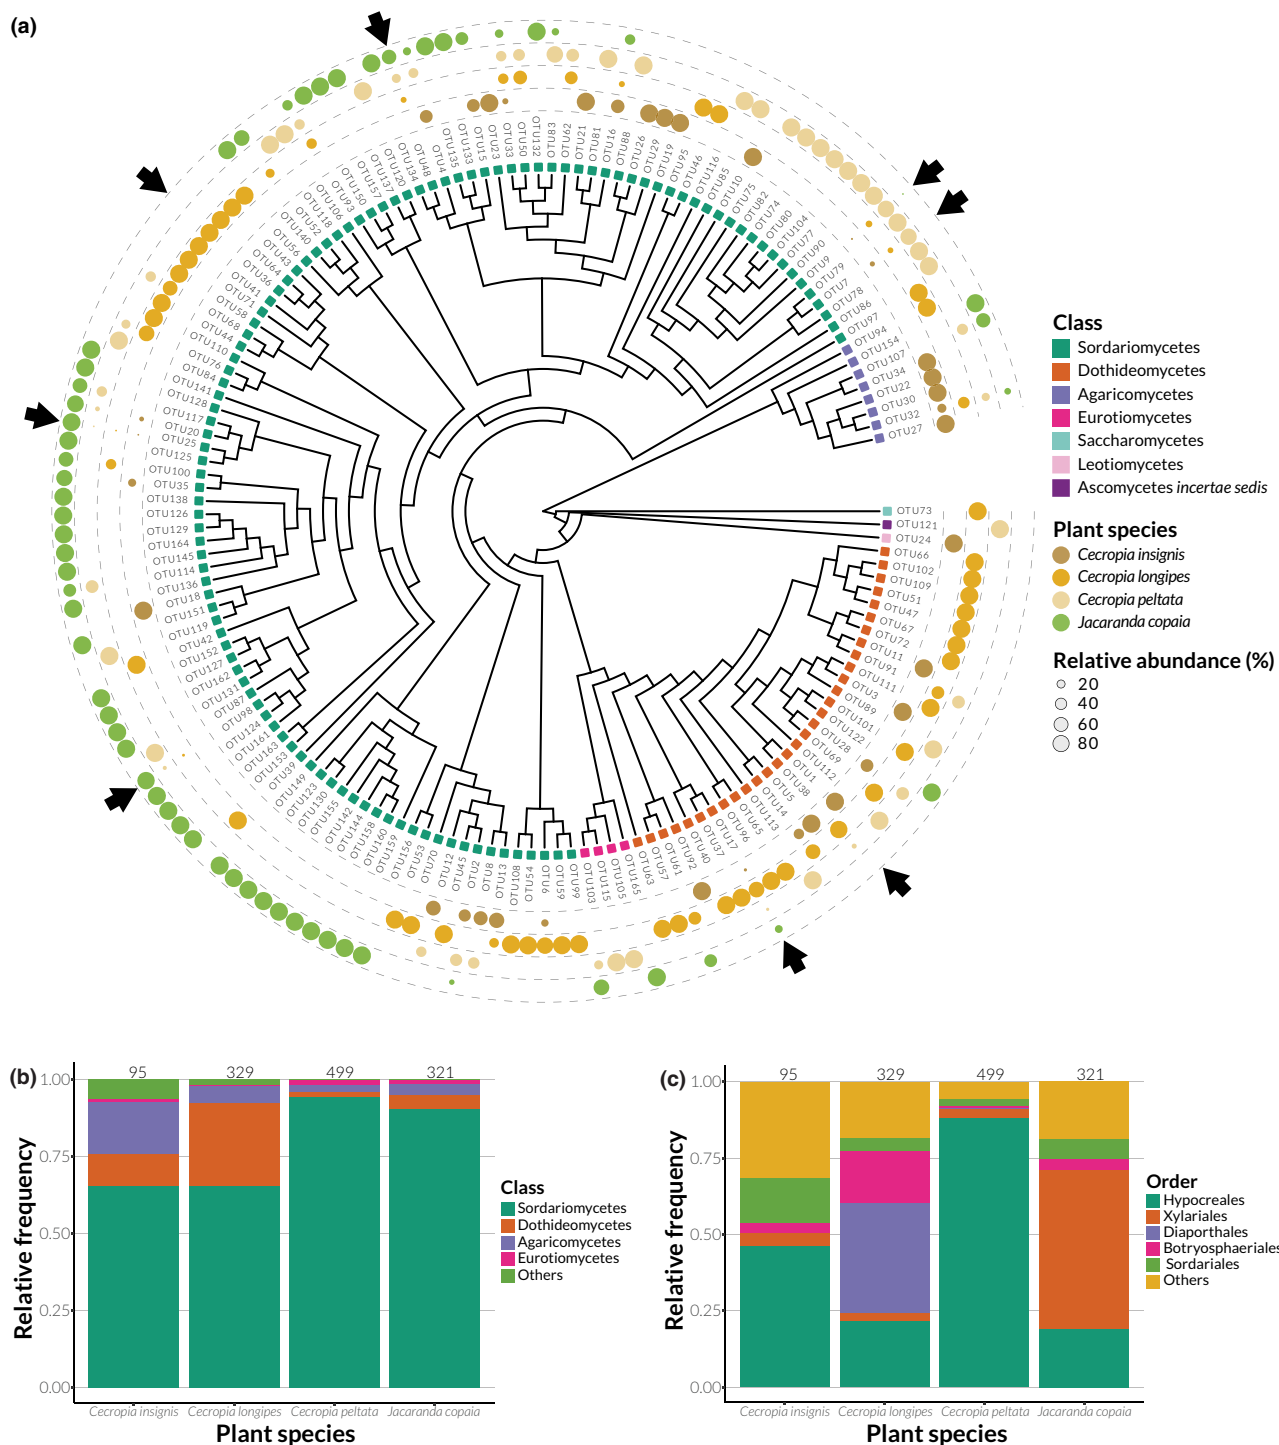 (a)
OTU135
OTU133
OTU15
OTU23
OTU33
OTU50
OTU132
OTU83
OTU62
OTU21
OTU81
OTU16
OTU88
OTU26
OTU29
OTU19
OTU95
OTU46
OTU116
OTU85
OTU10
OTU75
OTU82
OTU74
OTU80
OTU104
OTU77
OTU90
OTU9
OTU79
OTU7
OTU78
OTU86
OTU97
OTU94
OTU154
OTU107
OTU34
OTU22
OTU30
OTU32
OTU27
OTU73
OTU121
OTU24
OTU66
OTU102
OTU109
OTU51
OTU47
OTU67
OTU72
OTU11
OTU91
OTU111
OTU3
OTU89
OTU101
OTU122
OTU28
OTU69
OTU112
OTU1
OTU38
OTU5
OTU14
OTU113
OTU65
OTU96
OTU17
OTU37
OTU40
OTU92
OTU61
OTU57
OTU63
OTU165
OTU105
OTU115
OTU103
OTU99
OTU59
OTU6
OTU54
OTU108
OTU13
OTU8
OTU2
OTU45
OTU12
OTU70
OTU53
OTU156
OTU159
OTU160
OTU158
OTU144
OTU142
OTU155
OTU130
OTU123
OTU149
OTU39
OTU153
OTU163
OTU161
OTU124
OTU98
OTU87
OTU131
OTU162
OTU127
OTU152
OTU42
OTU119
OTU151
OTU18
OTU136
OTU114
OTU145
OTU164
OTU129
OTU126
OTU138
OTU35
OTU100
OTU125
OTU25
OTU20
OTU117
OTU128
OTU141
OTU84
OTU76
OTU110
OTU44
OTU68
OTU58
OTU71
OTU41
OTU36
OTU64
OTU43
OTU56
OTU140
OTU52
OTU118
OTU106
OTU93
OTU150
OTU157
OTU137
OTU120
OTU134
OTU48
OTU4
Class
Sordariomycetes
Dothideomycetes
Agaricomycetes
Eurotiomycetes
Saccharomycetes
Leotiomycetes
Ascomycetes incertae sedis
Plant species
Cecropia insignis
Cecropia longipes
Cecropia peltata
Jacaranda copaia
Relative abundance (%)
20
40
60
80
(b)
95 329 499 321
1.00
0.75
0.50
0.25
0.00
Relative frequency
Cecropia insignis Cecropia longipes Cecropia peltata Jacaranda copaia
Plant species
Class
Sordariomycetes
Dothideomycetes
Agaricomycetes
Eurotiomycetes
Others
(c)
95 329 499 321
1.00
0.75
0.50
0.25
0.00
Relative frequency
Cecropia insignis Cecropia longipes Cecropia peltata Jacaranda copaia
Plant species
Order
Hypocreales
Xylariales
Diaporthales
Botryosphaeriales
Sordariales
Others